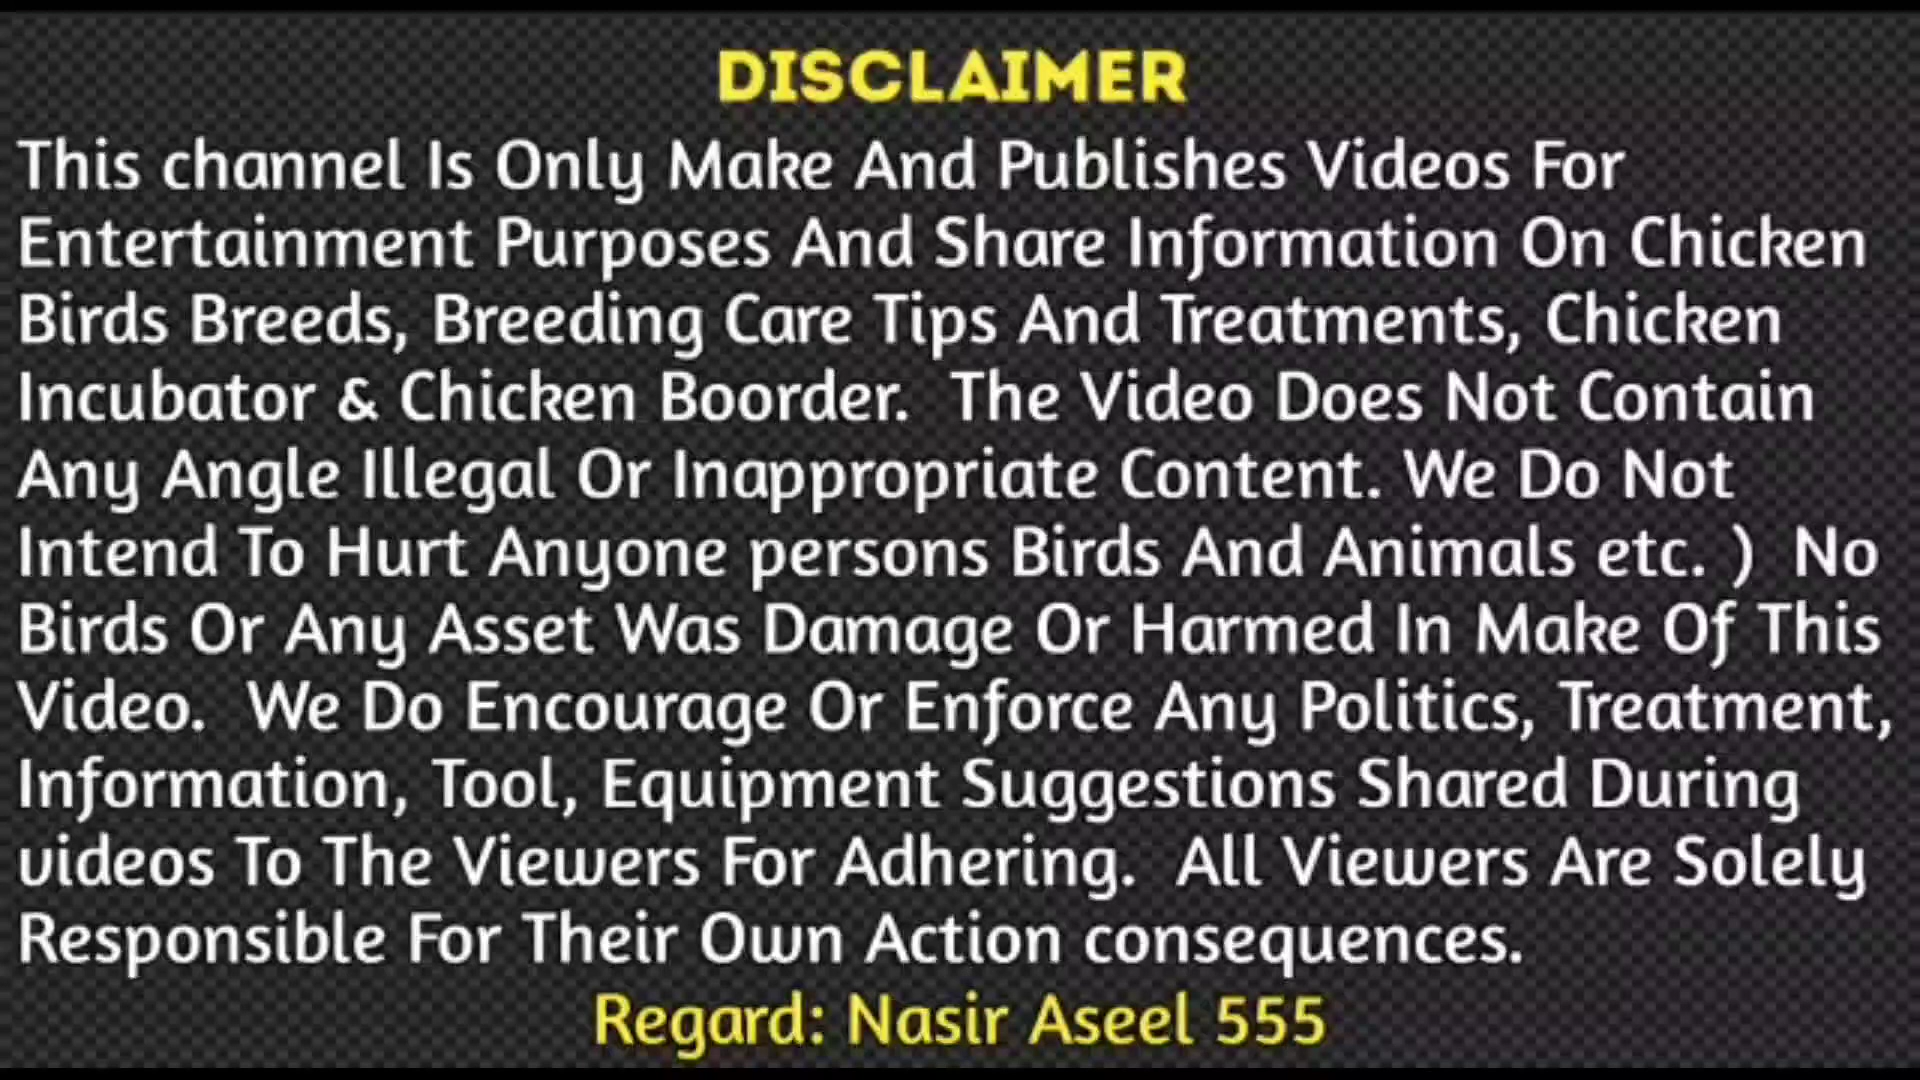 DISCLAIMER
This channel Is Only Make And Publishes Videos For
Entertainment Purposes And Share Information On Chicken
Birds Breeds, Breeding Care Tips And Treatments, Chicken
Incubator & Chicken Boorder. The Video Does Not Contain
Any Angle Illegal Or Inappropriate Content. We Do Not
Intend To Hurt Anyone persons Birds And Animals etc. ) No
Birds Or Any Asset Was Damage Or Harmed In Make Of This
Video. We Do Encourage Or Enforce Any Politics, Treatment,
Information, Tool, Equipment Suggestions Shared During
videos To The Viewers For Adhering. All Viewers Are Solely
Responsible For Their Own Action consequences.
Regard: Nasir Aseel 555